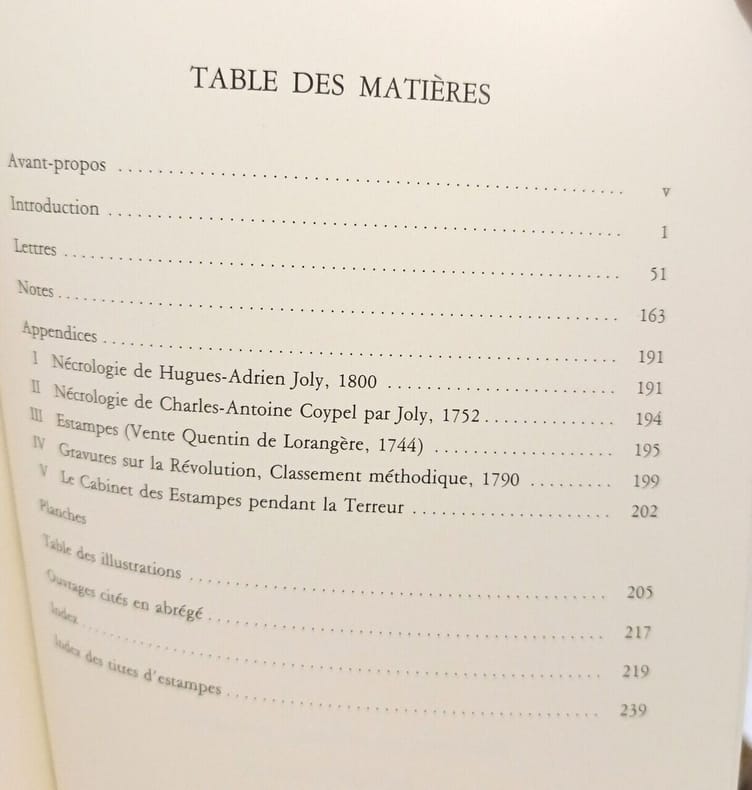 TABLE DES MATIÈRES
Avant-propos . . . . . . . . . . . . . . . . . . . . v
Introduction . . . . . . . . . . . . . . . . . . . . 1
Lettres . . . . . . . . . . . . . . . . . . . . 51
Notes . . . . . . . . . . . . . . . . . . . . 163
Appendices . . . . . . . . . . . . . . . . . . . . 191
I Nécrologie de Hugues-Adrien Joly, 1800 . . . . . . . . . . 191
II Nécrologie de Charles-Antoine Coypel par Joly, 1752 . . . . . . . . . . 194
III Estampes (Vente Quentin de Lorangère, 1744) . . . . . . . . . . 195
IV Gravures sur la Révolution, Classement méthodique, 1790 . . . . . . . . . 199
V Le Cabinet des Estampes pendant la Terreur . . . . . . . . . . 202
Planches
Table des illustrations . . . . . . . . . . . . . . . . . . . . 205
Ouvrages cités en abrégé . . . . . . . . . . . . . . . . . . . . 217
Index . . . . . . . . . . . . . . . . . . . . 219
Index des titres d'estampes . . . . . . . . . . . . . . . . . . . . 239